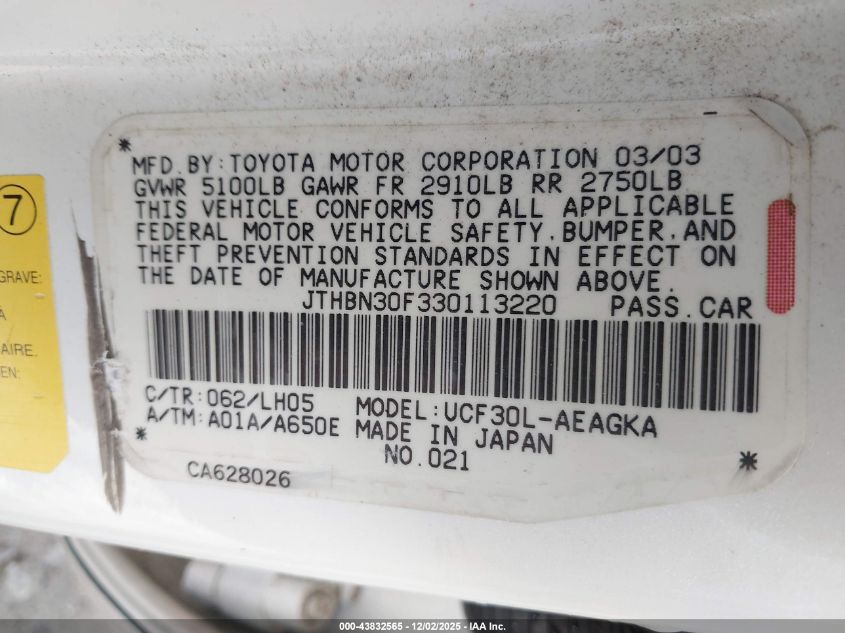 MFD.BY:TOYOTA MOTOR CORPORATION 03/03
GVWR 5100LB GAWR FR 2910LB RR 2750LB
THIS VEHICLE CONFORMS TO ALL APPLICABLE
FEDERAL MOTOR VEHICLE SAFETY,BUMPER,AND
THEFT PREVENTION STANDARDS IN EFFECT ON
THE DATE OF MANUFACTURE SHOWN ABOVE.
JTHBN30F330113220 PASS.CAR
C/TR:062/LH05 MODEL:UCF30L-AEAGKA
A/TM:A01A/A650E MADE IN JAPAN
NO.021
CA628026
7
GRAVE:
A
AIRE.
EN:
000-43832565 - 12/02/2025 - IAAI.COM